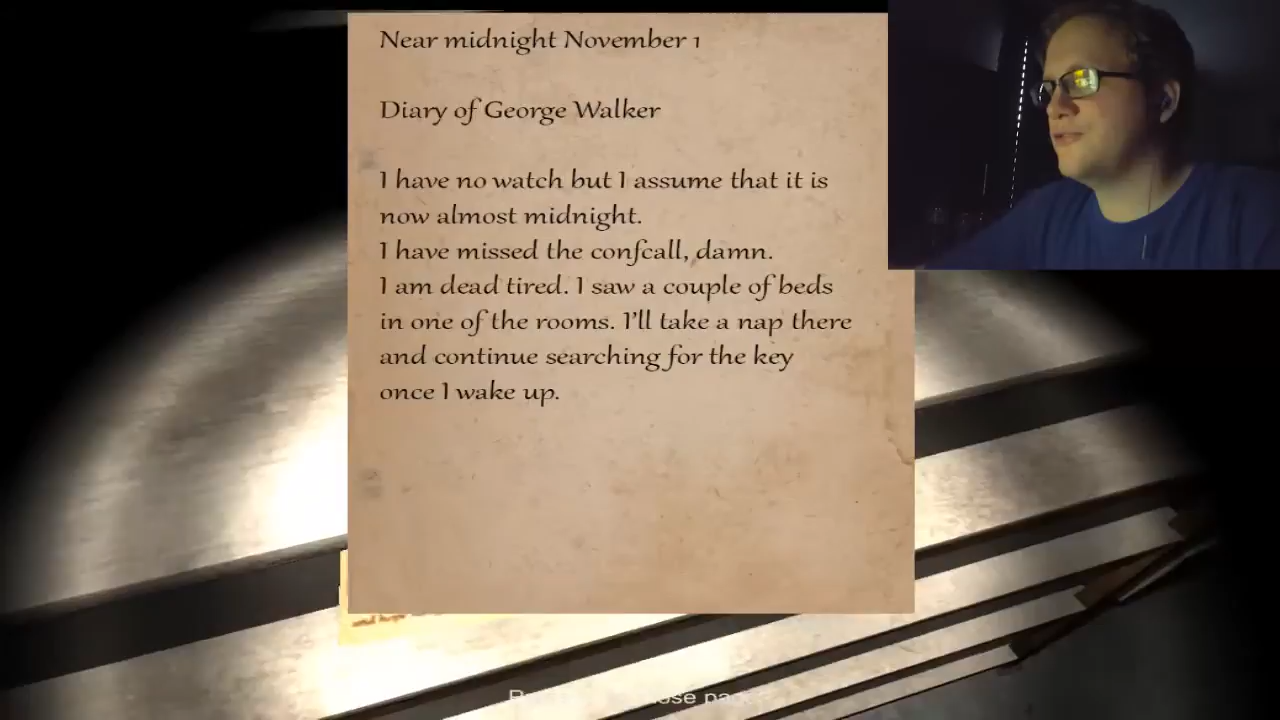 Near midnight November 1
Diary of George Walker
I have no watch but I assume that it is
now almost midnight.
I have missed the confcall, damn.
I am dead tired. I saw a couple of beds
in one of the rooms. I'll take a nap there
and continue searching for the key
once I wake up.